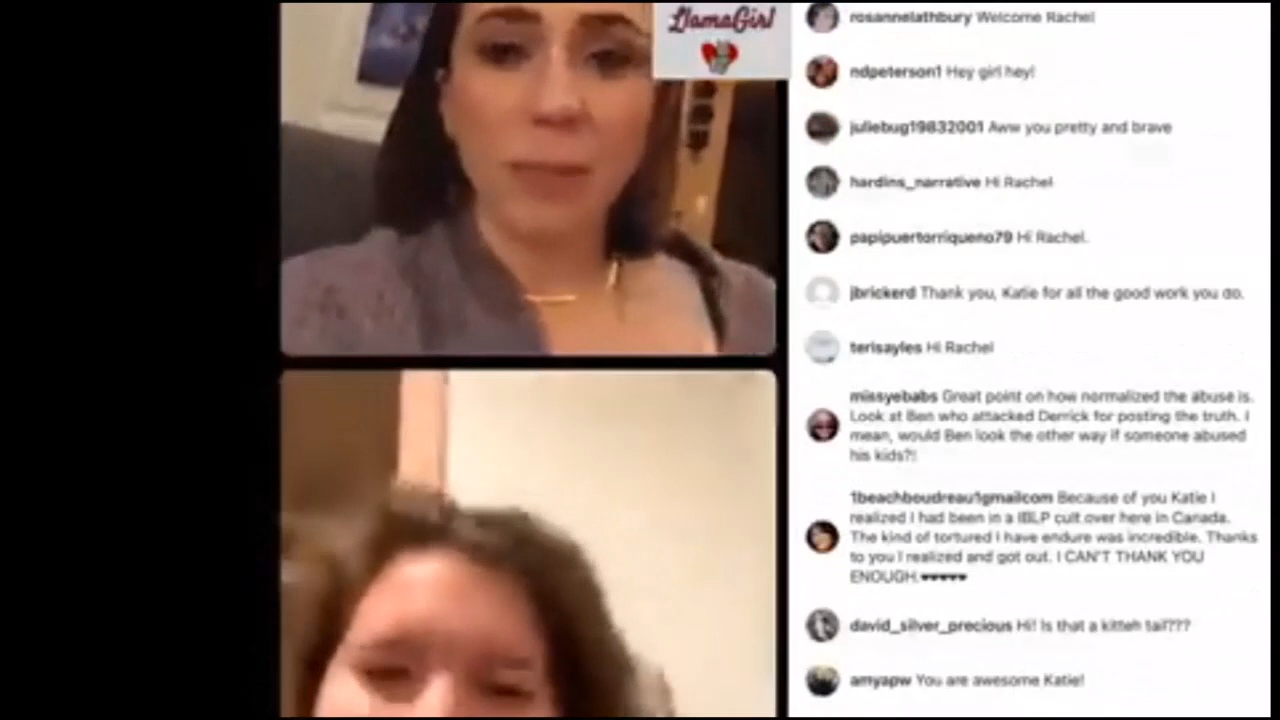 LlamaGirl
rosannelathbury Welcome Rachel
ndpeterson1 Hey girl hey!
juliebug19832001 Aww you pretty and brave
hardins_narrative Hi Rachel
papipuertorriqueno79 Hi Rachel.
jbrickerd Thank you, Katie for all the good work you do.
terisayles Hi Rachel
missyebabs Great point on how normalized the abuse is.
Look at Ben who attacked Derrick for posting the truth. I
mean, would Ben look the other way if someone abused
his kids?!
1beachboudreau1gmailcom Because of you Katie I
realized I had been in a IBLP cult over here in Canada.
The kind of tortured I have endure was incredible. Thanks
to you I realized and got out. I CAN'T THANK YOU
ENOUGH.♥♥♥♥♥
david_silver_precious Hi! Is that a kitteh tail???
amyapw You are awesome Katie!